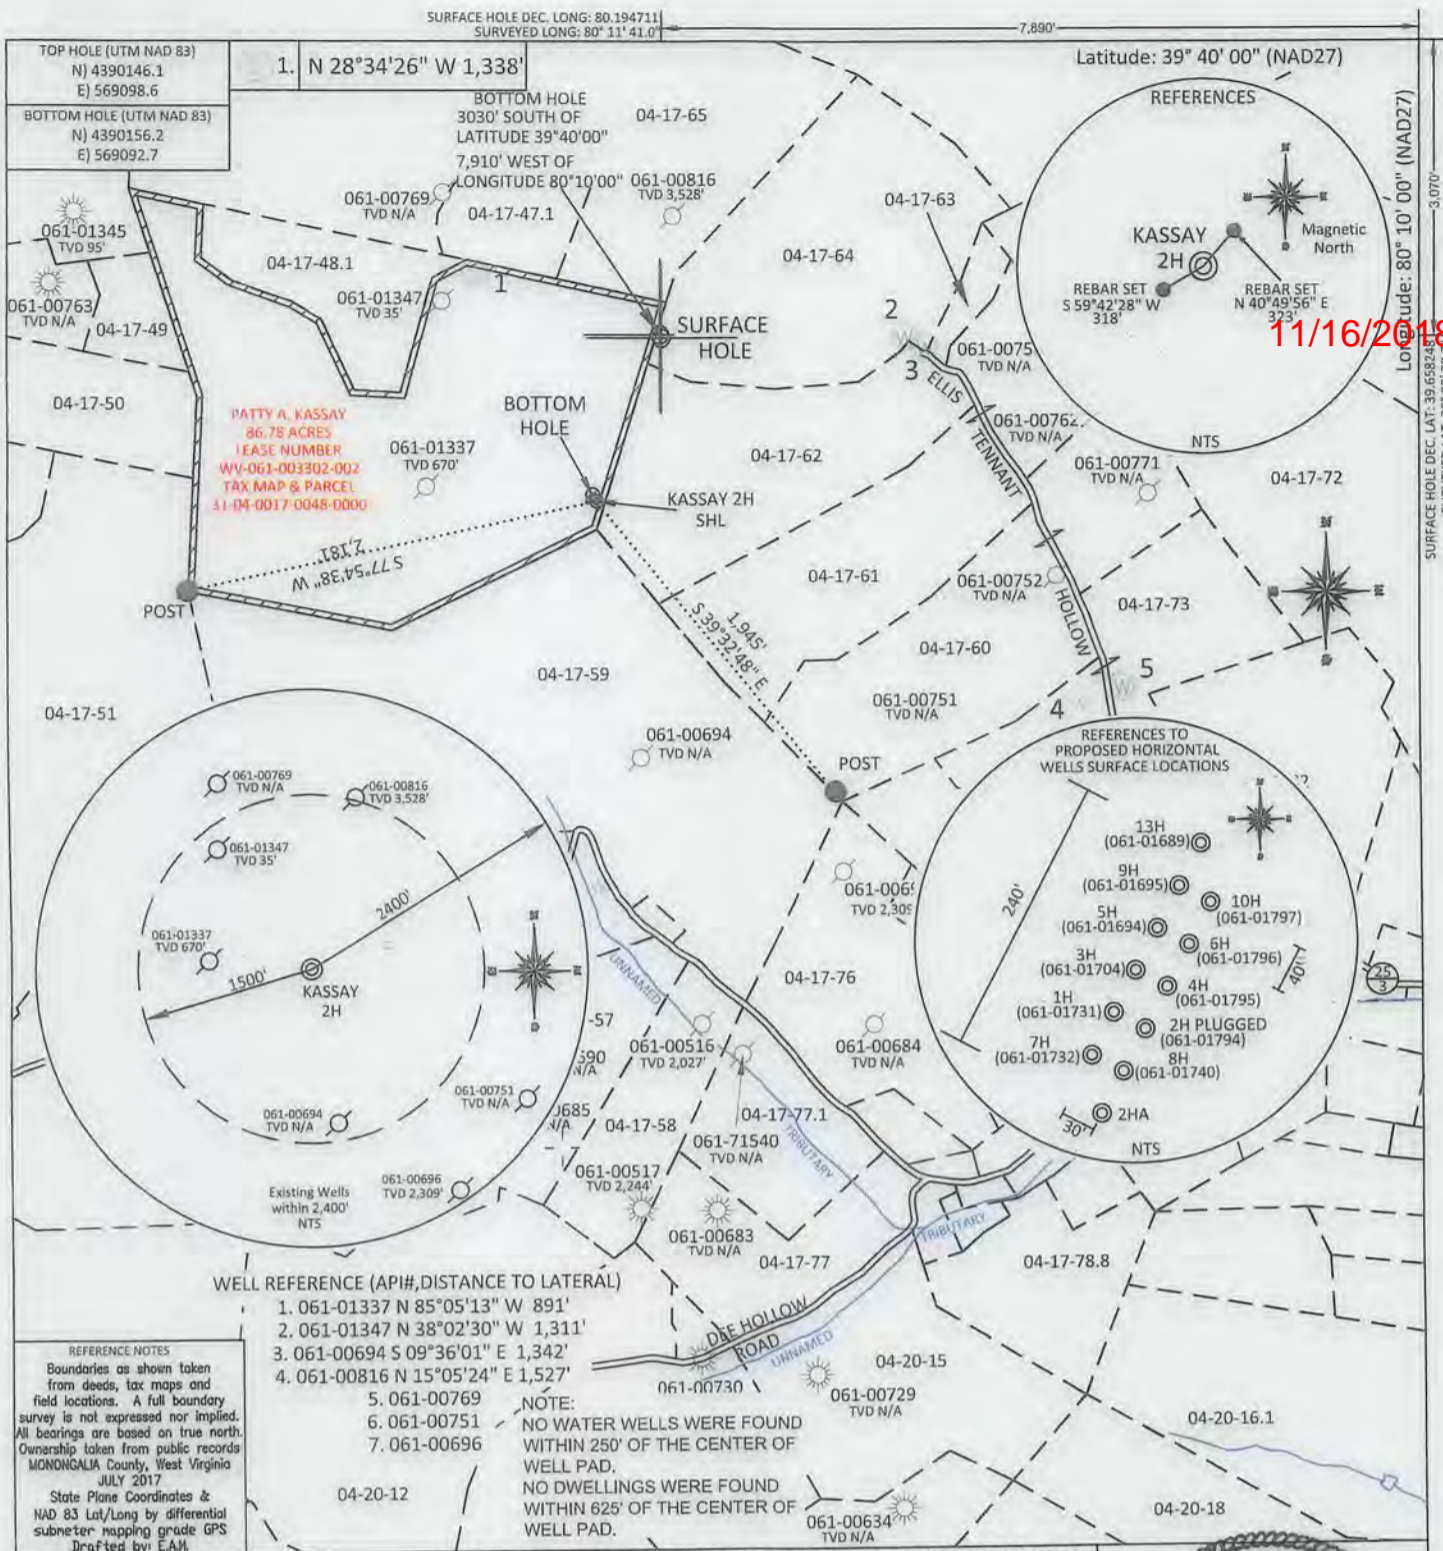 SURFACE HOLE DEC. LONG: 80.194711
SURVEYED LONG: 80° 11' 41.0"
7,890'
TOP HOLE (UTM NAD 83)
N) 4390146.1
E) 569098.6
BOTTOM HOLE (UTM NAD 83)
N) 4390156.2
E) 569092.7
1. N 28°34'26" W 1,338'
BOTTOM HOLE
3030' SOUTH OF
LATITUDE 39°40'00"
7,910' WEST OF
LONGITUDE 80°10'00"
Latitude: 39° 40' 00" (NAD27)
Longitude: 80° 10' 00" (NAD27)
3,070'
SURFACE HOLE DEC. LAT: 39.658248
11/16/2018
REFERENCES
KASSAY
2H
Magnetic
North
REBAR SET
S 59°42'28" W
318'
REBAR SET
N 40°49'56" E
323'
NTS
04-17-65
061-00769
TVD N/A
061-00816
TVD 3,528'
04-17-47.1
04-17-63
04-17-64
061-01345
TVD 95'
04-17-48.1
061-01347
TVD 35'
1
061-00763
TVD N/A
04-17-49
SURFACE
HOLE
2
3
061-0075
TVD N/A
04-17-50
PATTY A. KASSAY
86.78 ACRES
LEASE NUMBER
WV-061-003302-002
TAX MAP & PARCEL
31-04-0017-0048-0000
BOTTOM
HOLE
061-01337
TVD 670'
KASSAY 2H
SHL
04-17-62
ELLIS
TENNANT
HOLLOW
061-00762
TVD N/A
061-00771
TVD N/A
04-17-72
2,181'
S 77°54'38" W
POST
1,945'
S 39°32'48" E
04-17-61
061-00752
TVD N/A
04-17-73
04-17-60
04-17-59
061-00751
TVD N/A
5
4
04-17-51
061-00694
TVD N/A
POST
REFERENCES TO
PROPOSED HORIZONTAL
WELLS SURFACE LOCATIONS
240'
13H
(061-01689)
9H
(061-01695)
10H
(061-01797)
5H
(061-01694)
6H
(061-01796)
3H
(061-01704)
4H
(061-01795)
40'
1H
(061-01731)
2H PLUGGED
(061-01794)
7H
(061-01732)
8H
(061-01740)
2HA
30'
NTS
25
3
061-00769
TVD N/A
061-00816
TVD 3,528'
061-01347
TVD 35'
2400'
061-01337
TVD 670'
1500'
KASSAY
2H
061-00751
TVD N/A
061-00694
TVD N/A
061-00696
TVD 2,309'
Existing Wells
within 2,400'
NTS
061-0069
TVD 2,309
UNNAMED
04-17-76
-57
590
N/A
061-00516
TVD 2,027'
061-00684
TVD N/A
0685
N/A
04-17-58
04-17-77.1
061-71540
TVD N/A
TRIBUTARY
061-00517
TVD 2,244'
061-00683
TVD N/A
TRIBUTARY
04-17-77
04-17-78.8
WELL REFERENCE (API#,DISTANCE TO LATERAL)
1. 061-01337 N 85°05'13" W 891'
2. 061-01347 N 38°02'30" W 1,311'
3. 061-00694 S 09°36'01" E 1,342'
4. 061-00816 N 15°05'24" E 1,527'
5. 061-00769
6. 061-00751
7. 061-00696
DEE HOLLOW
ROAD
UNNAMED
061-00730
061-00729
TVD N/A
04-20-15
04-20-16.1
NOTE:
NO WATER WELLS WERE FOUND
WITHIN 250' OF THE CENTER OF
WELL PAD.
NO DWELLINGS WERE FOUND
WITHIN 625' OF THE CENTER OF
WELL PAD.
04-20-12
061-00634
TVD N/A
04-20-18
REFERENCE NOTES
Boundaries as shown taken
from deeds, tax maps and
field locations. A full boundary
survey is not expressed nor implied.
All bearings are based on true north.
Ownership taken from public records
MONONGALIA County, West Virginia
JULY 2017
State Plane Coordinates &
NAD 83 Lat/Long by differential
submeter mapping grade GPS
Drafted by: E.A.M.